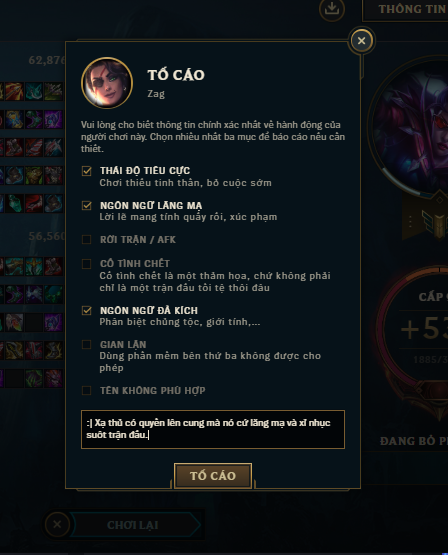 THÔNG TIN
62,876
TỐ CÁO
Zag
Vui lòng cho biết thông tin chính xác nhất về hành động của
người chơi này. Chọn nhiều nhất ba mục để báo cáo nếu cần
thiết.
THÁI ĐỘ TIÊU CỰC
Chơi thiếu tinh thần, bỏ cuộc sớm
NGÔN NGỮ LĂNG MẠ
Lời lẽ mang tính quấy rối, xúc phạm
RỜI TRẬN / AFK
CỐ TÌNH CHẾT
Cố tình chết là một thảm họa, chứ không phải
chỉ là một trận đấu tồi tệ thôi đâu
56,560
NGÔN NGỮ ĐẢ KÍCH
Phân biệt chủng tộc, giới tính,...
GIAN LẬN
Dùng phần mềm bên thứ ba không được cho
phép
TÊN KHÔNG PHÙ HỢP
CẤP
+53
1885/3
:| Xạ thủ có quyền lên cung mà nó cứ lăng mạ và xỉ nhục
suốt trận đấu.
ĐANG BỎ
TỐ CÁO
CHƠI LẠI